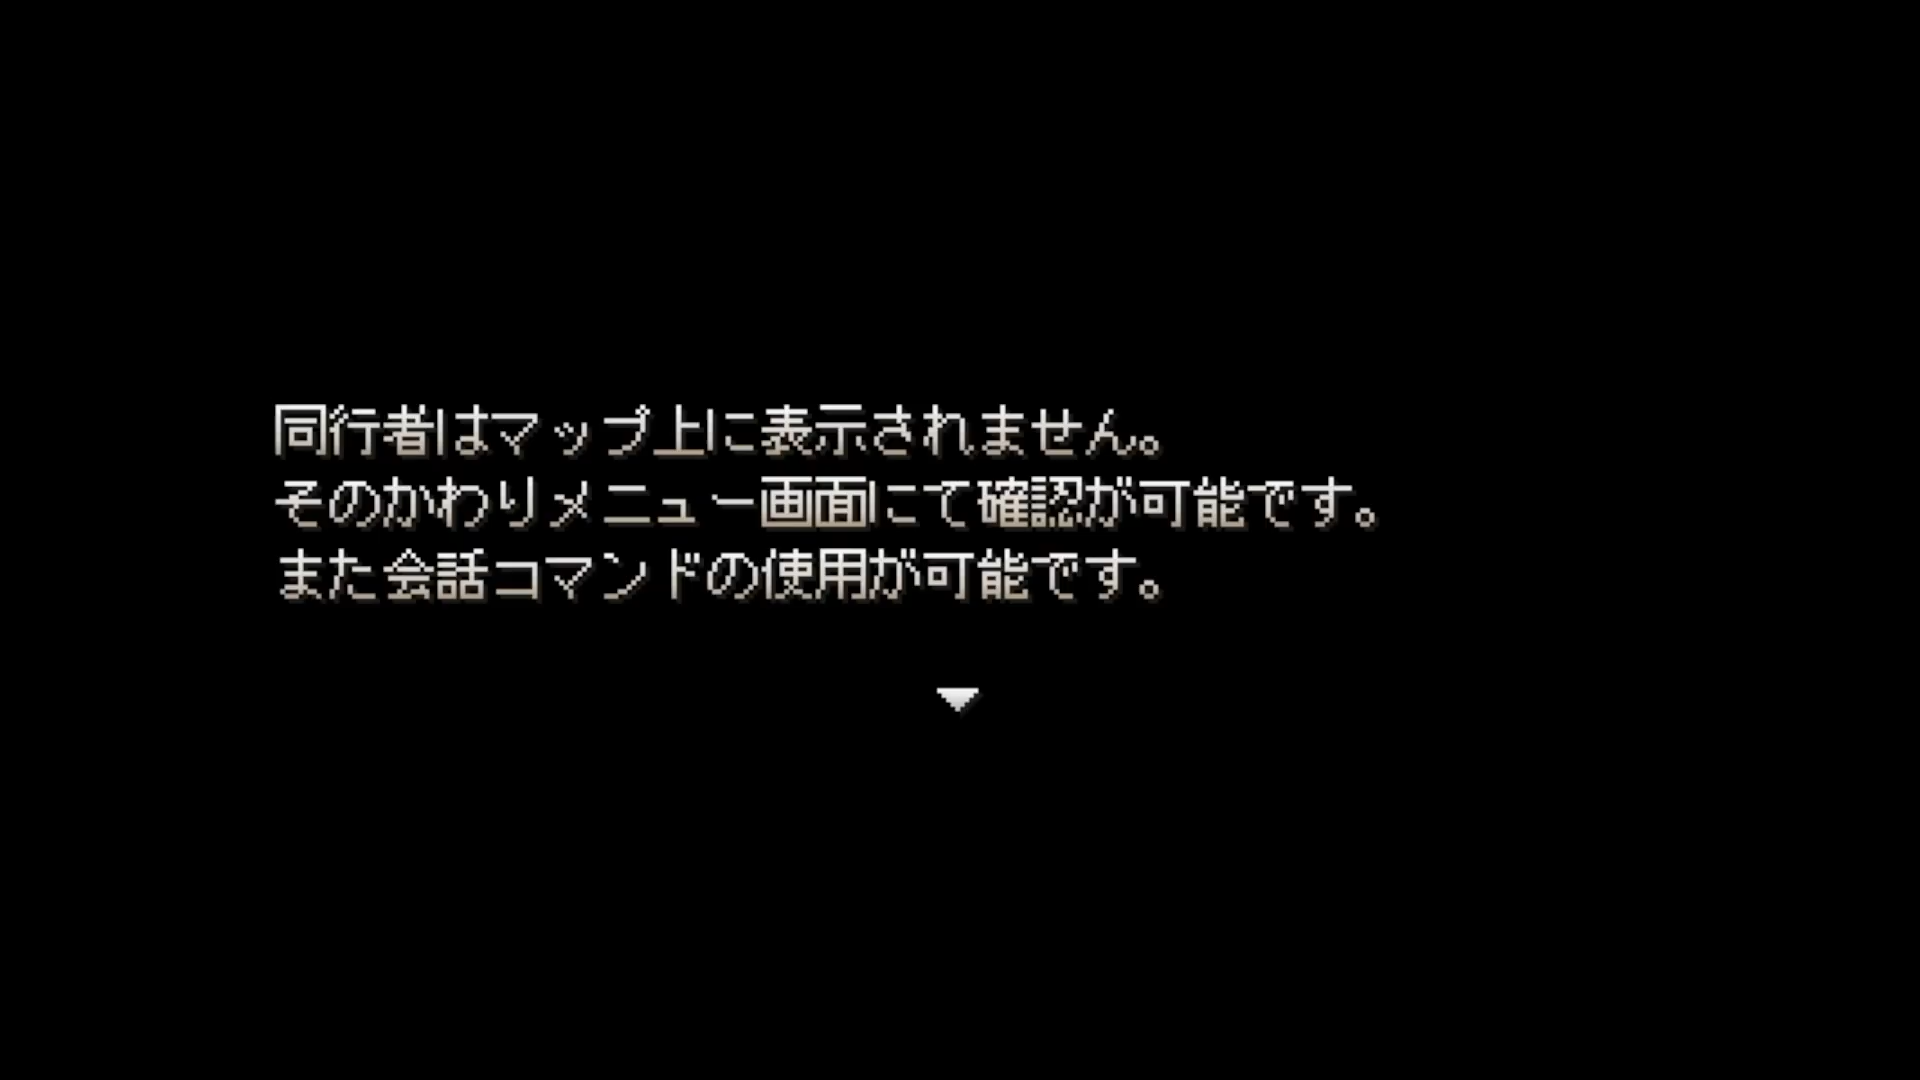 同行者はマップ上に表示されません。
そのかわりメニュー画面にて確認が可能です。
また会話コマンドの使用が可能です。